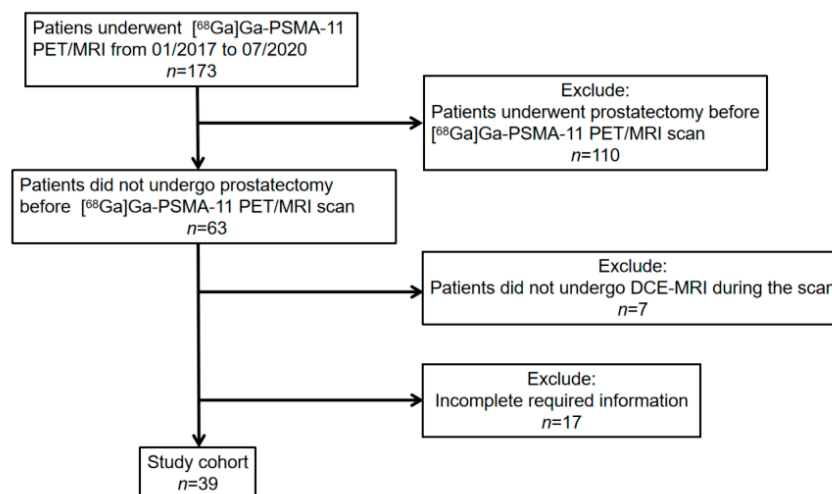 Patiens underwent [⁶⁸Ga]Ga-PSMA-11
PET/MRI from 01/2017 to 07/2020
n=173
Exclude:
Patients underwent prostatectomy before
[⁶⁸Ga]Ga-PSMA-11 PET/MRI scan
n=110
Patients did not undergo prostatectomy
before [⁶⁸Ga]Ga-PSMA-11 PET/MRI scan
n=63
Exclude:
Patients did not undergo DCE-MRI during the scan
n=7
Exclude:
Incomplete required information
n=17
Study cohort
n=39